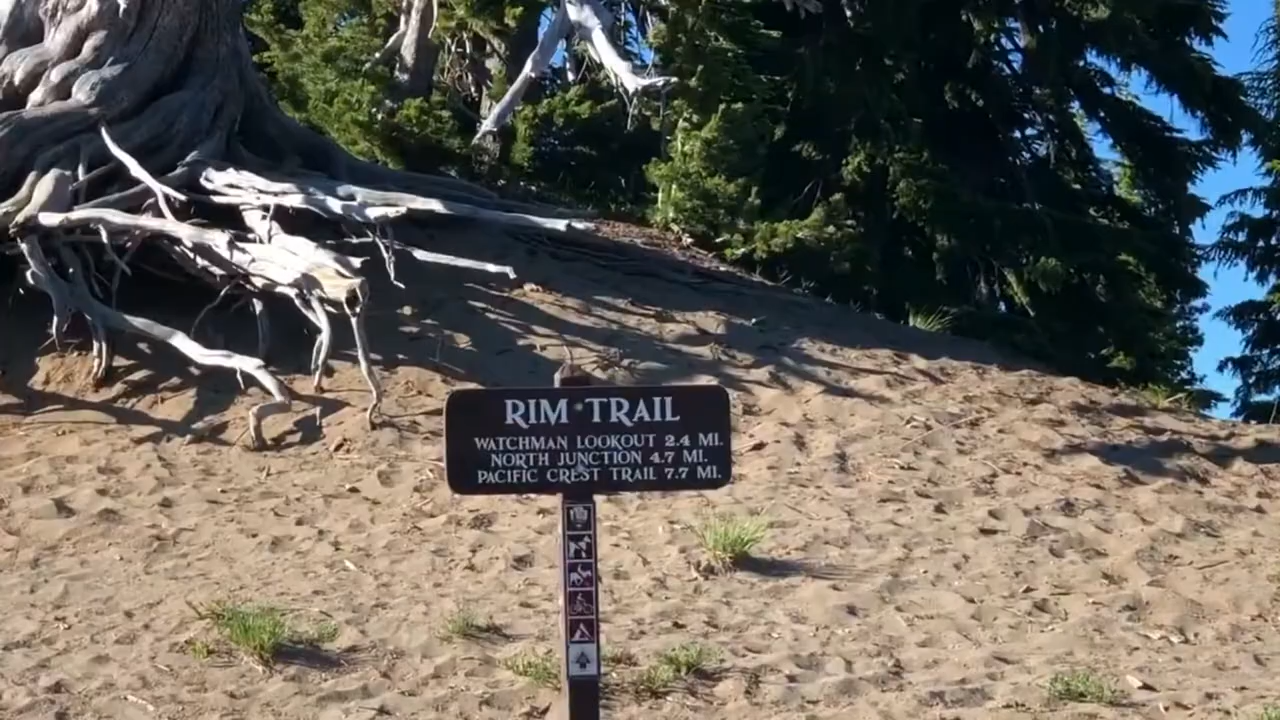 RIM TRAIL
WATCHMAN LOOKOUT 2.4 MI.
NORTH JUNCTION 4.7 MI.
PACIFIC CREST TRAIL 7.7 MI.